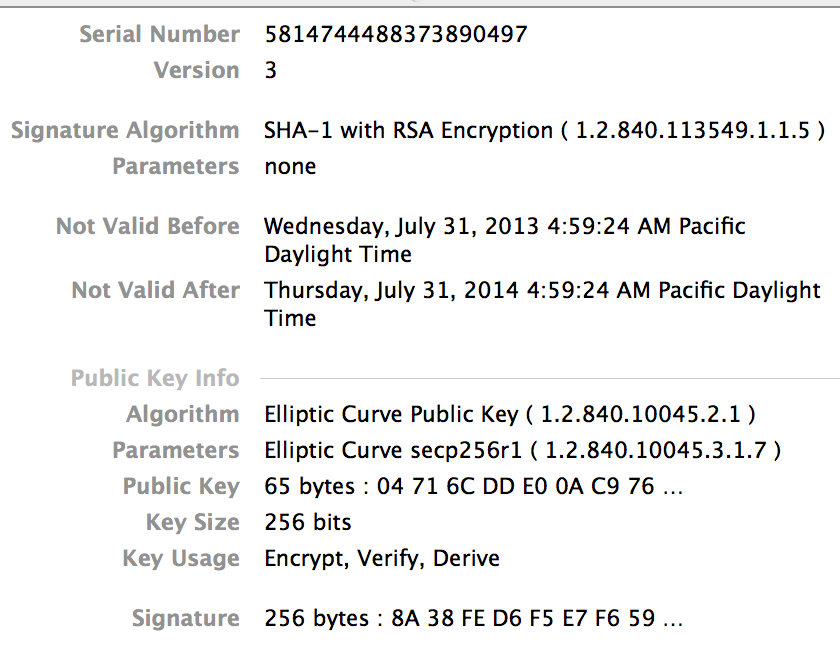 Serial Number 5814744488373890497
Version 3
Signature Algorithm SHA-1 with RSA Encryption ( 1.2.840.113549.1.1.5 )
Parameters none
Not Valid Before Wednesday, July 31, 2013 4:59:24 AM Pacific
Daylight Time
Not Valid After Thursday, July 31, 2014 4:59:24 AM Pacific Daylight
Time
Public Key Info
Algorithm Elliptic Curve Public Key ( 1.2.840.10045.2.1 )
Parameters Elliptic Curve secp256r1 ( 1.2.840.10045.3.1.7 )
Public Key 65 bytes : 04 71 6C DD E0 0A C9 76 ...
Key Size 256 bits
Key Usage Encrypt, Verify, Derive
Signature 256 bytes : 8A 38 FE D6 F5 E7 F6 59 ...